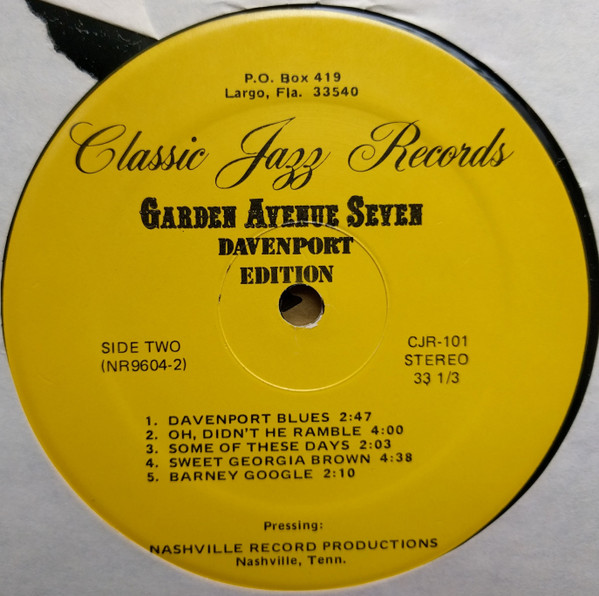 P.O. Box 419
Largo, Fla. 33540
Classic Jazz Records
GARDEN AVENUE SEVEN
DAVENPORT
EDITION
SIDE TWO
(NR9604-2)
CJR-101
STEREO
33 1/3
1. DAVENPORT BLUES 2:47
2. OH, DIDN'T HE RAMBLE 4:00
3. SOME OF THESE DAYS 2:03
4. SWEET GEORGIA BROWN 4:38
5. BARNEY GOOGLE 2:10
Pressing:
NASHVILLE RECORD PRODUCTIONS
Nashville, Tenn.